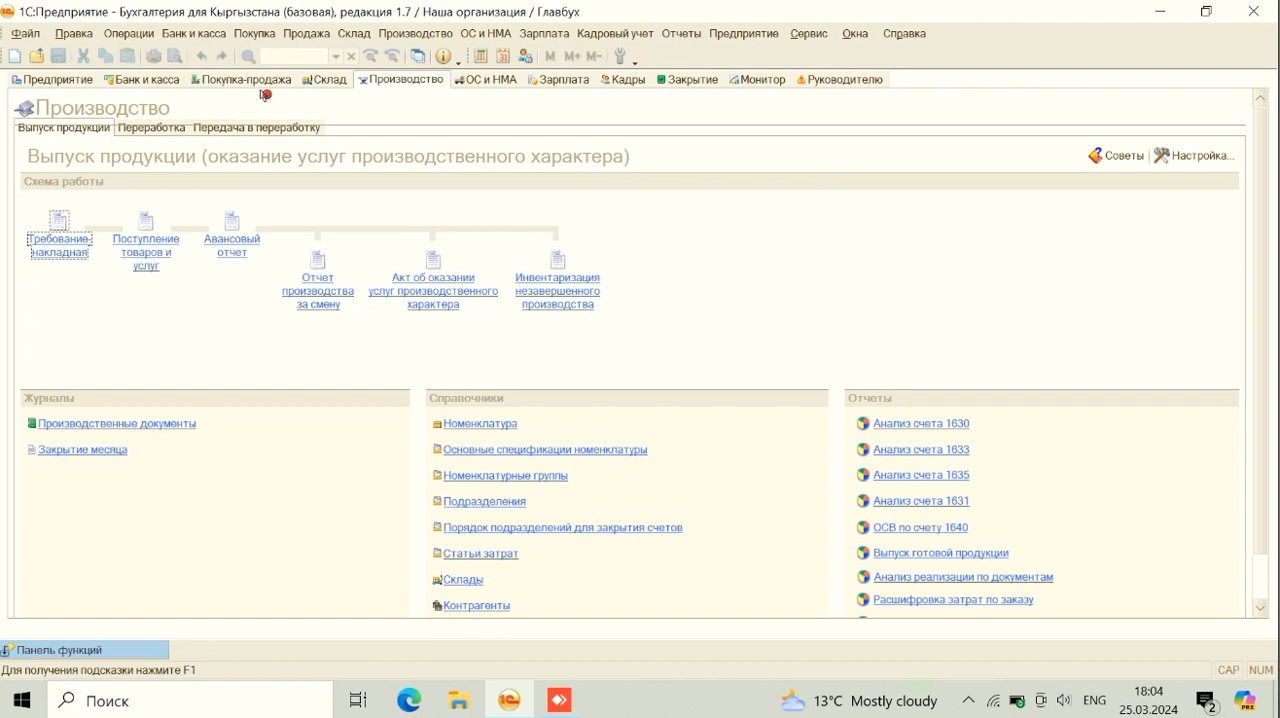 1С:Предприятие - Бухгалтерия для Кыргызстана (базовая), редакция 1.7 / Наша организация / Главбух
Файл Правка Операции Банк и касса Покупка Продажа Склад Производство ОС и НМА Зарплата Кадровый учет Отчеты Предприятие Сервис Окна Справка
M M+ M-
Предприятие Банк и касса Покупка-продажа Склад Производство ОС и НМА Зарплата Кадры Закрытие Монитор Руководителю
Производство
Выпуск продукции Переработка Передача в переработку
Выпуск продукции (оказание услуг производственного характера)
Советы Настройка...
Схема работы
Требование-
накладная
Поступление
товаров и
услуг
Авансовый
отчет
Отчет
производства
за смену
Акт об оказании
услуг производственного
характера
Инвентаризация
незавершенного
производства
Журналы
Производственные документы
Закрытие месяца
Справочники
Номенклатура
Основные спецификации номенклатуры
Номенклатурные группы
Подразделения
Порядок подразделений для закрытия счетов
Статьи затрат
Склады
Контрагенты
Отчеты
Анализ счета 1630
Анализ счета 1633
Анализ счета 1635
Анализ счета 1631
ОСВ по счету 1640
Выпуск готовой продукции
Анализ реализации по документам
Расшифровка затрат по заказу
Панель функций
Для получения подсказки нажмите F1
CAP NUM
Поиск
13°C Mostly cloudy
ENG
18:04
25.03.2024
2
PRE